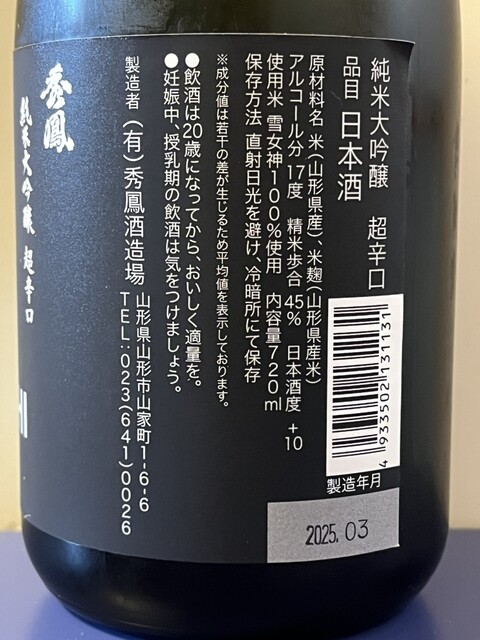 純米大吟醸 超辛口
品目 日本酒
原材料名 米(山形県産)、米麹(山形県産米)
アルコール分 17度 精米歩合 45% 日本酒度 +10
使用米 雪女神100%使用 内容量720ml
保存方法 直射日光を避け、冷暗所にて保存
※成分値は若干の差が生じるため平均値を表示しております。
●飲酒は20歳になってから、おいしく適量を。
●妊娠中、授乳期の飲酒は気をつけましょう。
製造者 (有)秀鳳酒造場
山形県山形市山家町1-6-6
TEL:023(641)0026
4933502131131
製造年月
2025.03
秀鳳
純米大吟醸 超辛口
HI